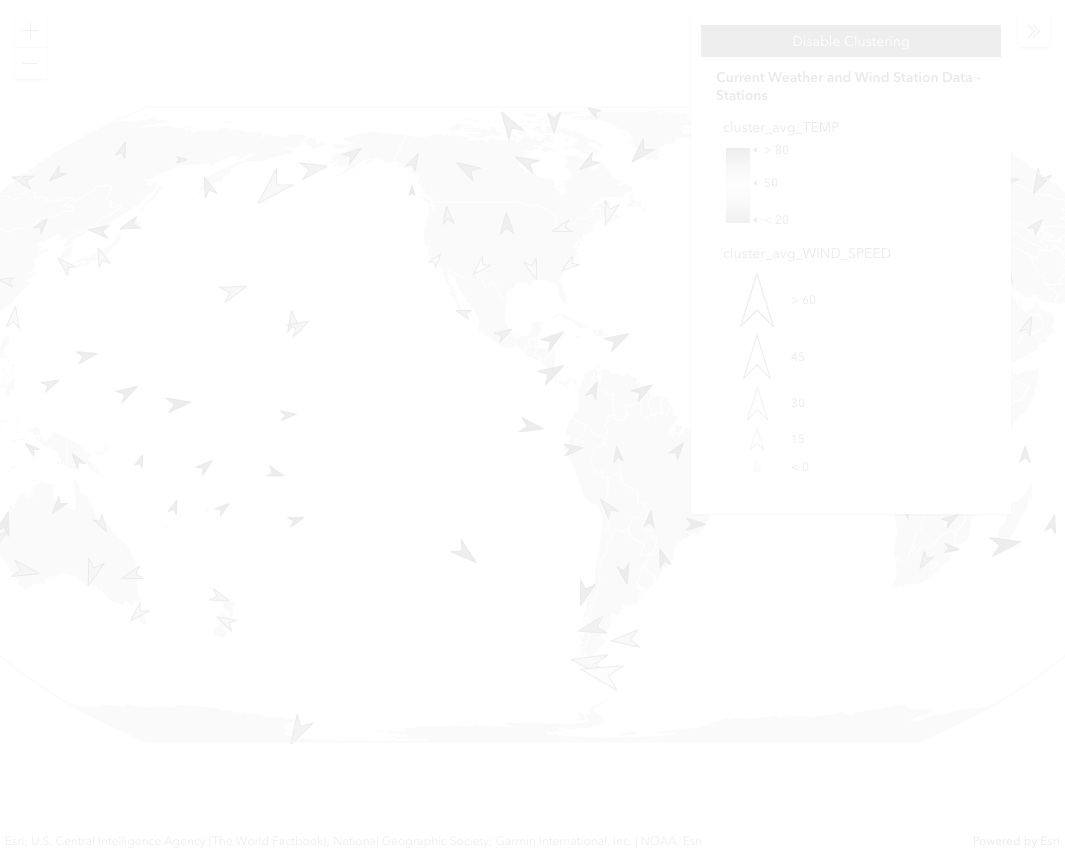 Disable Clustering
Current Weather and Wind Station Data -
Stations
cluster_avg_TEMP
> 80
50
< 20
cluster_avg_WIND_SPEED
> 60
45
30
15
< 0
Esri; U.S. Central Intelligence Agency (The World Factbook); National Geographic Society; Garmin International, Inc. | NOAA, Esri
Powered by Esri